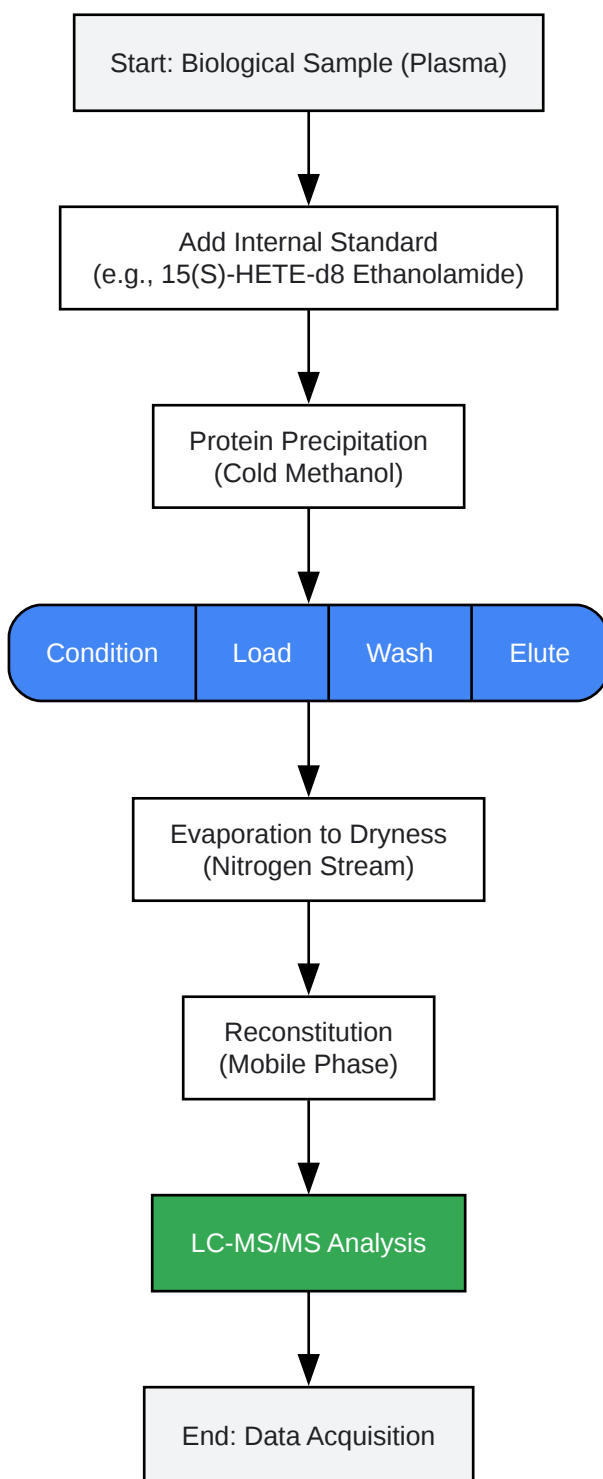 Start: Biological Sample (Plasma)
Add Internal Standard
(e.g., 15(S)-HETE-d8 Ethanolamide)
Protein Precipitation
(Cold Methanol)
Condition Load Wash Elute
Evaporation to Dryness
(Nitrogen Stream)
Reconstitution
(Mobile Phase)
LC-MS/MS Analysis
End: Data Acquisition